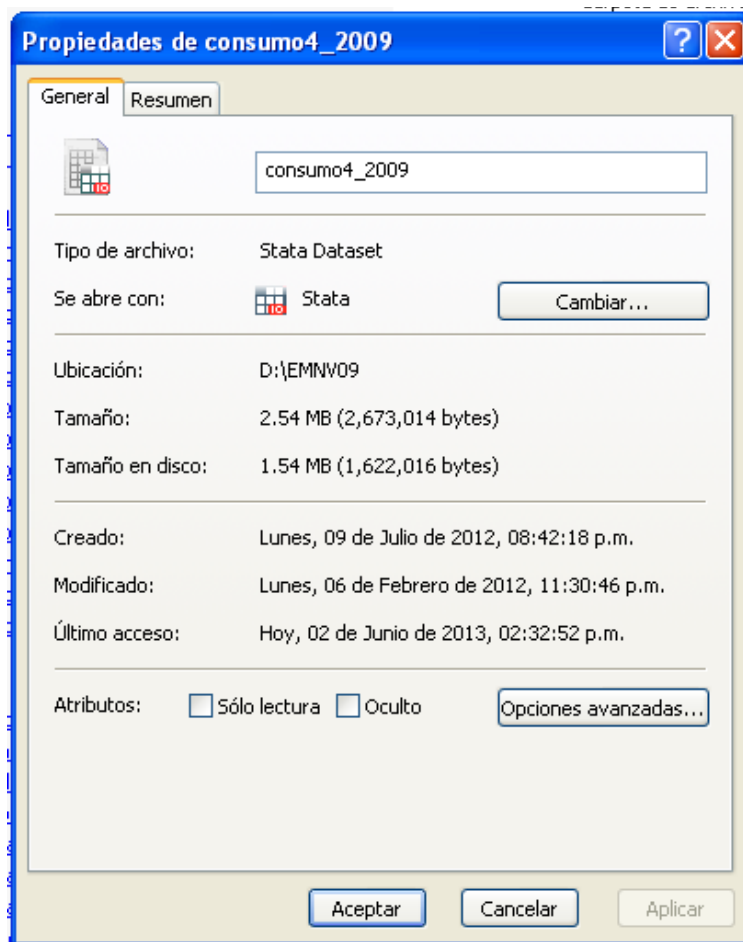 Propiedades de consumo4_2009
General Resumen
consumo4_2009
Tipo de archivo: Stata Dataset
Se abre con: Stata Cambiar...
Ubicación: D:\EMNV09
Tamaño: 2.54 MB (2,673,014 bytes)
Tamaño en disco: 1.54 MB (1,622,016 bytes)
Creado: Lunes, 09 de Julio de 2012, 08:42:18 p.m.
Modificado: Lunes, 06 de Febrero de 2012, 11:30:46 p.m.
Último acceso: Hoy, 02 de Junio de 2013, 02:32:52 p.m.
Atributos: Sólo lectura Oculto Opciones avanzadas...
Aceptar Cancelar Aplicar